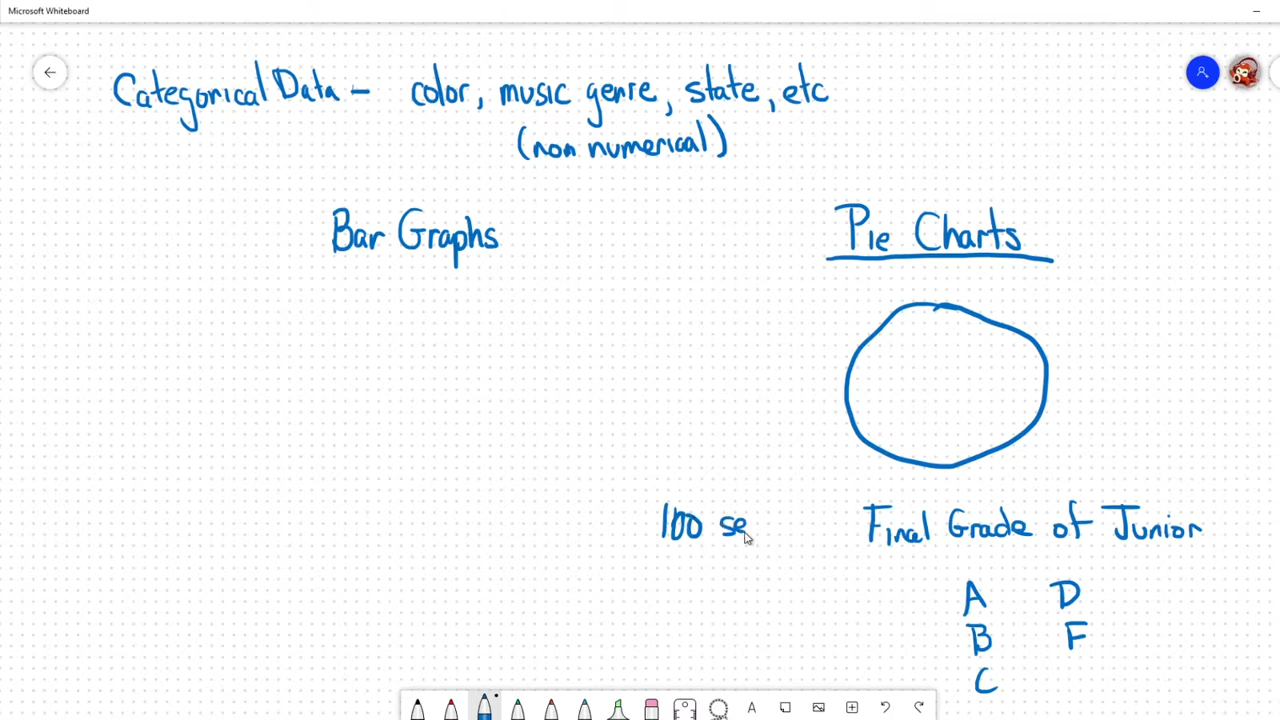 Microsoft Whiteboard
Categorical Data - color, music genre, state, etc
(non numerical)
Bar Graphs
Pie Charts
100 se
Final Grade of Junior
A D
B F
C
A